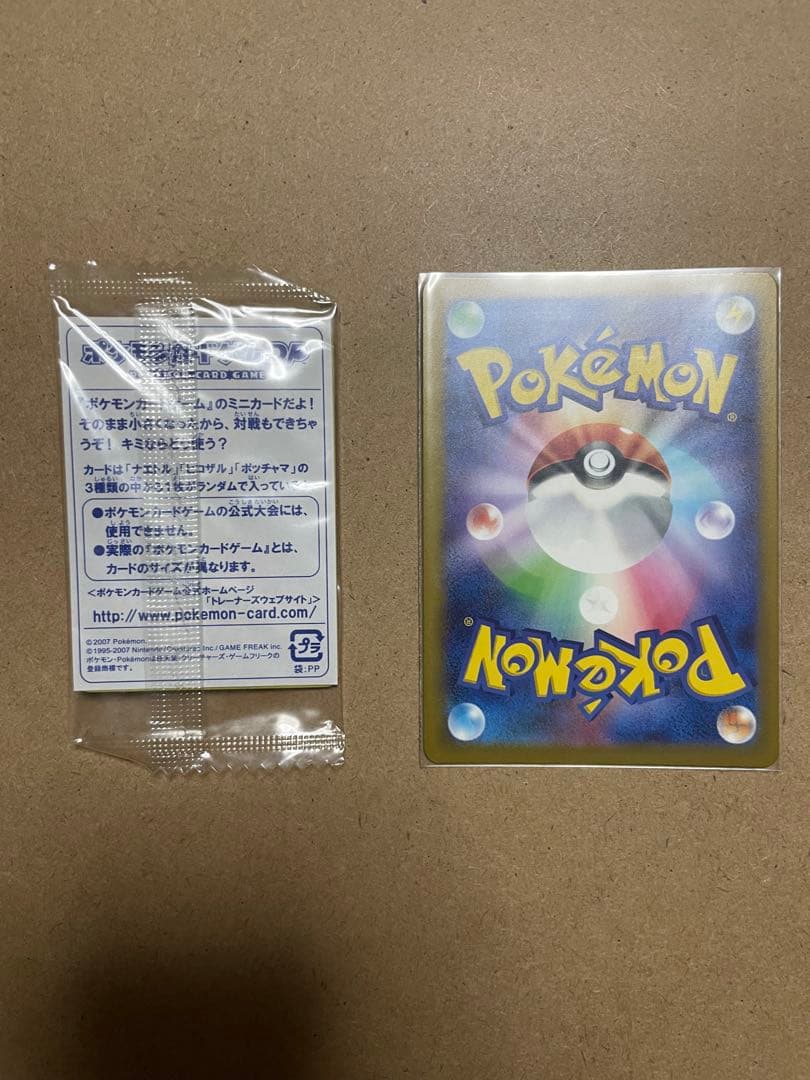 ポケモンカードゲーム
POKÉMON CARD GAME
『ポケモンカードゲーム』のミニカードだよ!
そのまま小さくなったから、対戦もできちゃ
うぞ! キミならどう使う?
カードは「ナエトル」「ヒコザル」「ポッチャマ」の
3種類の中から1枚がランダムで入っている!
●ポケモンカードゲームの公式大会には、
使用できません。
●実際の『ポケモンカードゲーム』とは、
カードのサイズが異なります。
<ポケモンカードゲーム公式ホームページ
「トレーナーズウェブサイト」>
http://www.pokemon-card.com/
©2007 Pokémon.
©1995-2007 Nintendo/Creatures Inc./GAME FREAK inc.
ポケモン・Pokémonは任天堂・クリーチャーズ・ゲームフリークの
登録商標です。
プラ
袋:PP
POKÉMON
®
POKÉMON
®